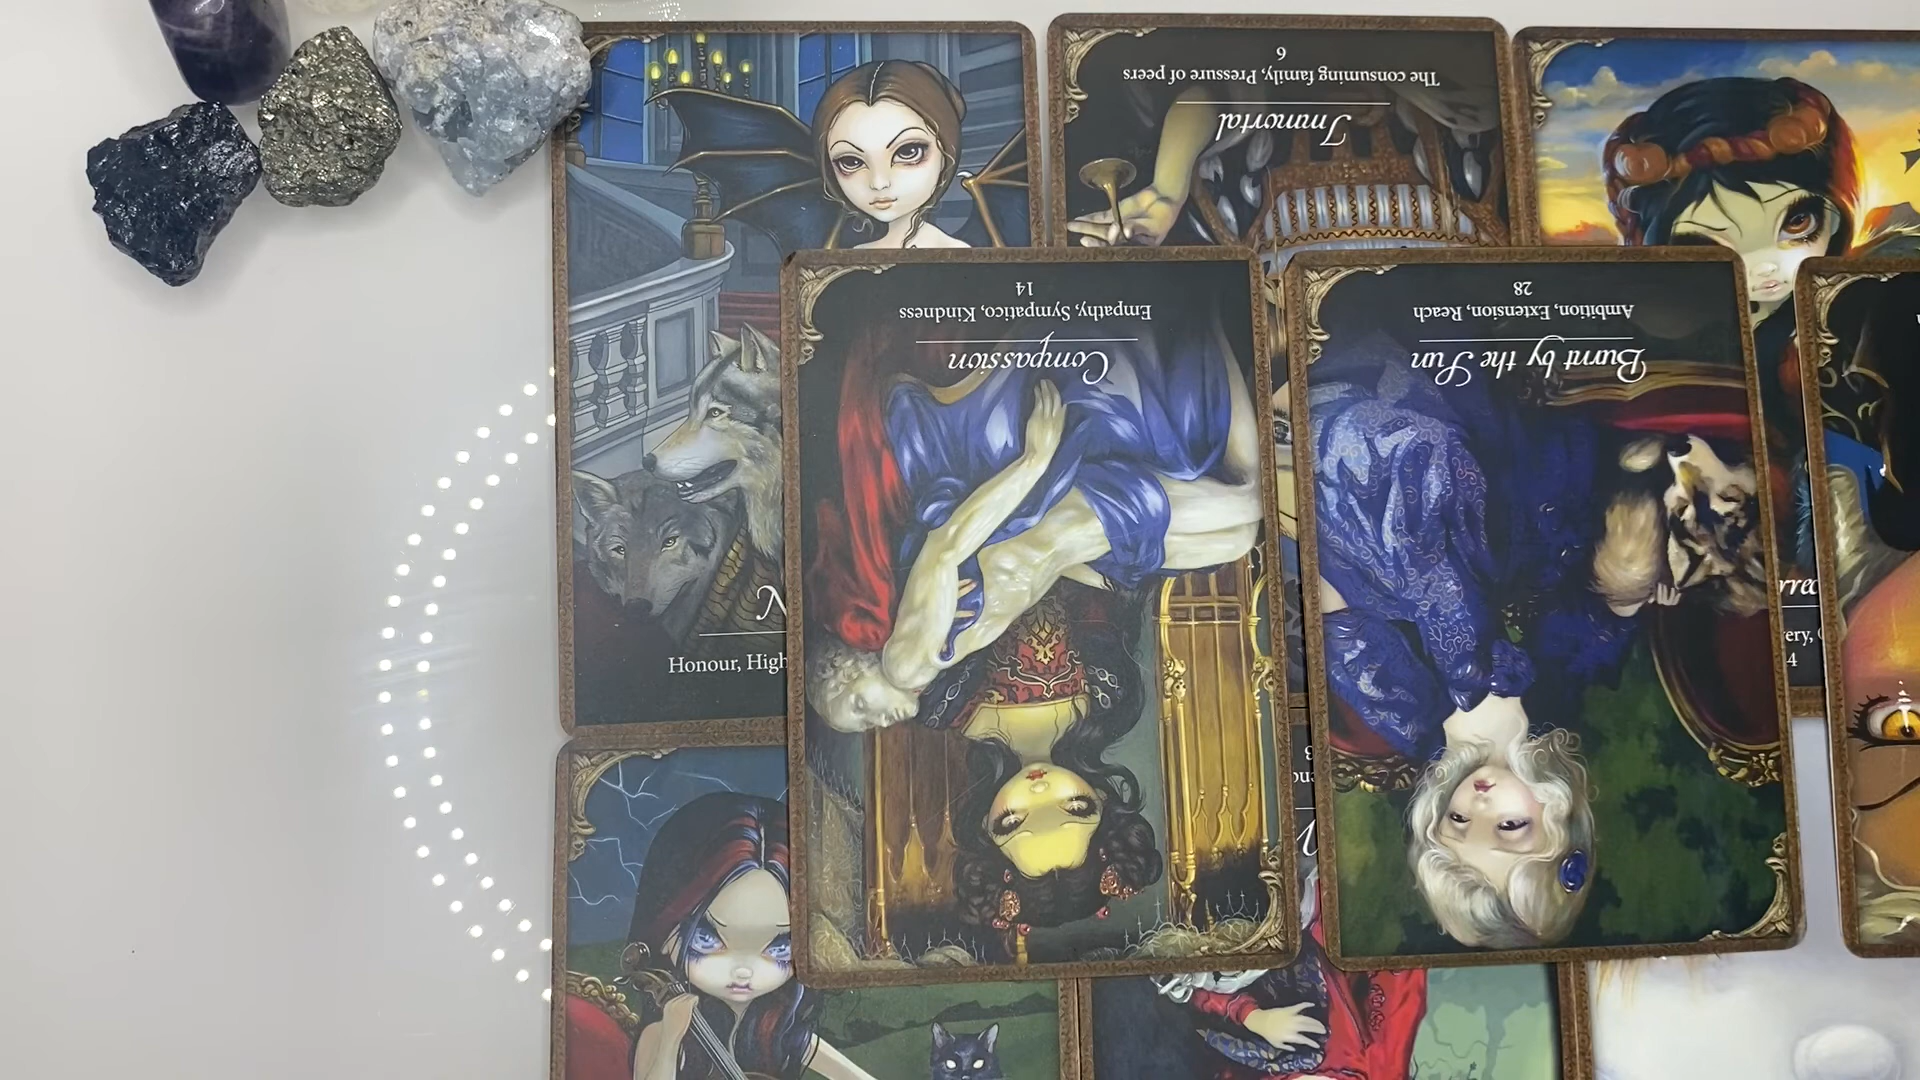 Immortal
The consuming family, Pressure of peers
6
Compassion
Empathy, Sympatico, Kindness
14
Burnt by the Sun
Ambition, Extension, Reach
28
Honour, High